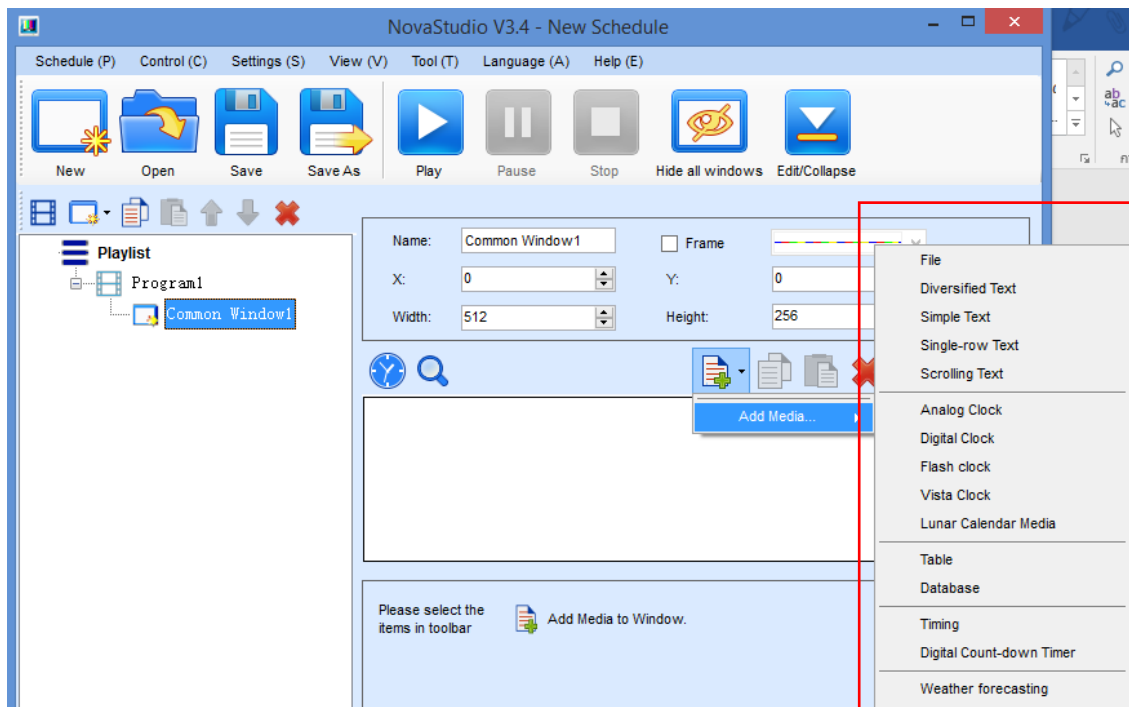 NovaStudio V3.4 - New Schedule
Schedule (P) Control (C) Settings (S) View (V) Tool (T) Language (A) Help (E)
New Open Save Save As Play Pause Stop Hide all windows Edit/Collapse
Playlist
Program1
Common Window1
Name: Common Window1 Frame
X: 0 Y: 0
Width: 512 Height: 256
Add Media...
File
Diversified Text
Simple Text
Single-row Text
Scrolling Text
Analog Clock
Digital Clock
Flash clock
Vista Clock
Lunar Calendar Media
Table
Database
Timing
Digital Count-down Timer
Weather forecasting
Please select the
items in toolbar
Add Media to Window.
ab
ac